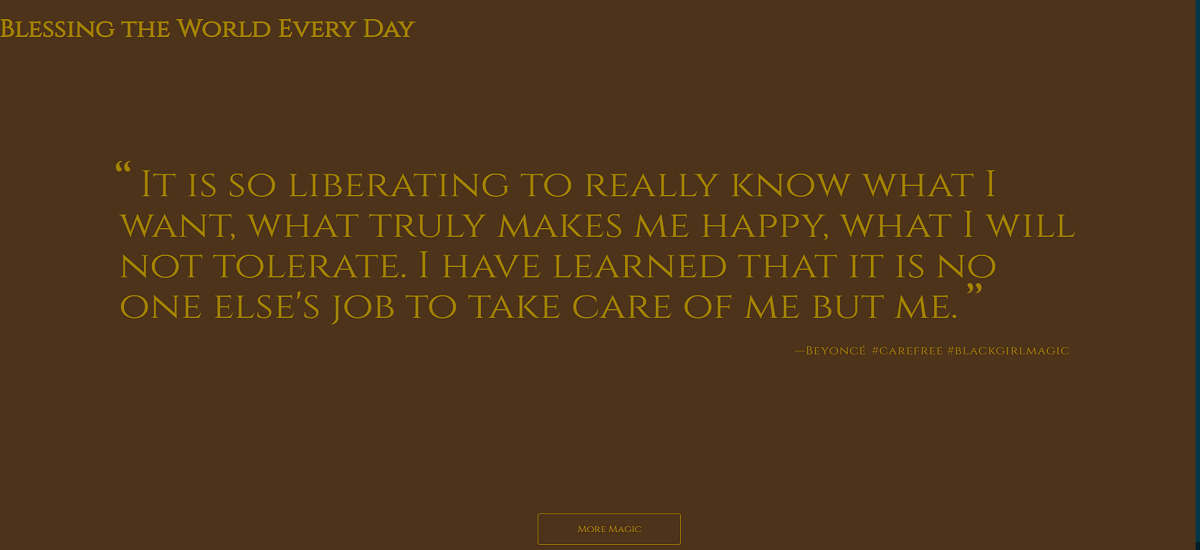 Blessing the World Every Day
“ It is so liberating to really know what I
want, what truly makes me happy, what I will
not tolerate. I have learned that it is no
one else's job to take care of me but me. ”
—Beyoncé #carefree #blackgirlmagic
More Magic